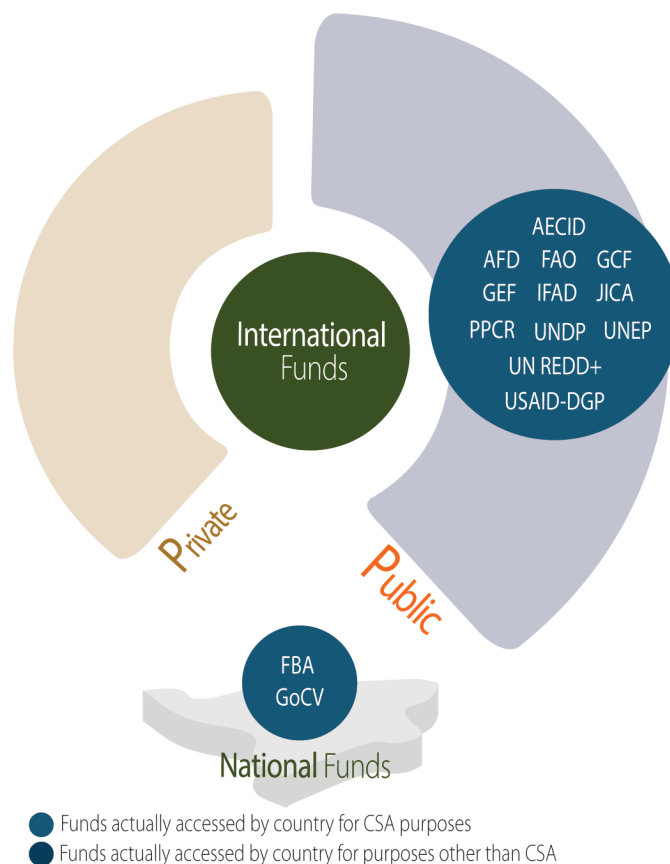 AECID
AFD FAO GCF
GEF IFAD JICA
PPCR UNDP UNEP
UN REDD+
USAID-DGP
International
Funds
Private
Public
FBA
GoCV
National Funds
Funds actually accessed by country for CSA purposes
Funds actually accessed by country for purposes other than CSA